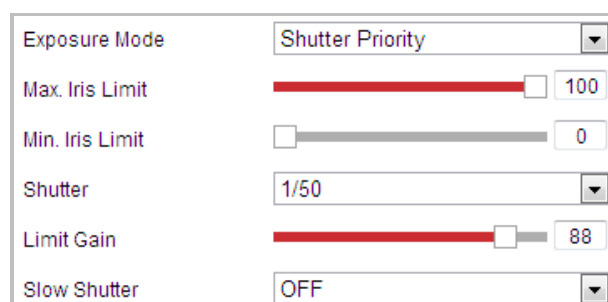 Exposure Mode Shutter Priority
Max. Iris Limit 100
Min. Iris Limit 0
Shutter 1/50
Limit Gain 88
Slow Shutter OFF